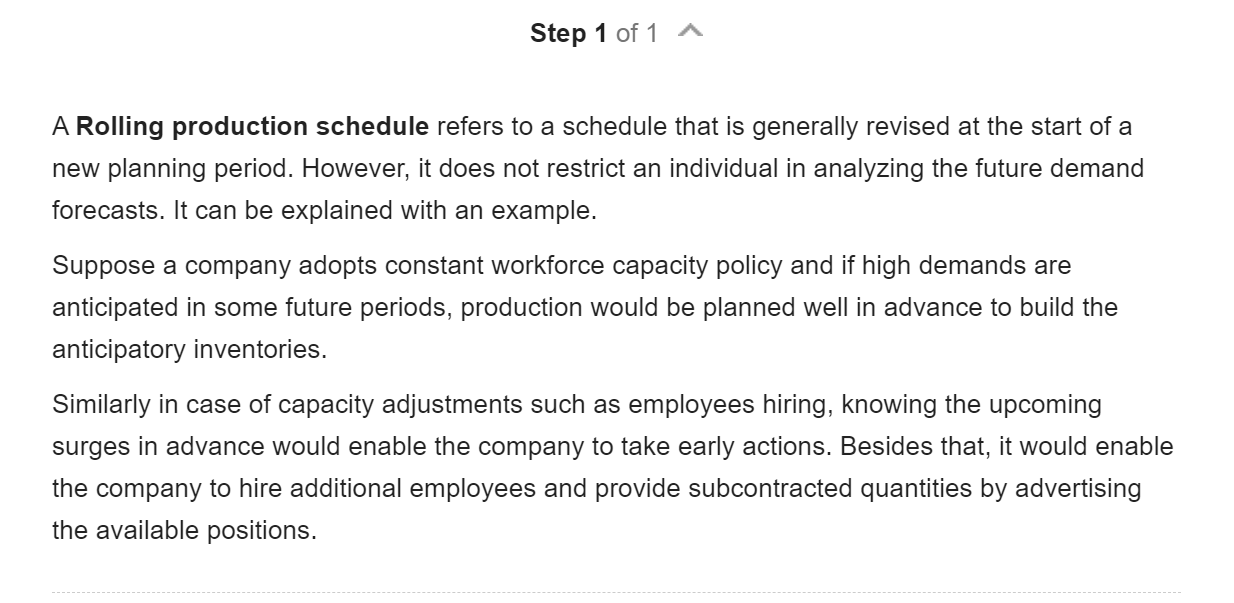 Step 1 of 1
A Rolling production schedule refers to a schedule that is generally revised at the start of a
new planning period. However, it does not restrict an individual in analyzing the future demand
forecasts. It can be explained with an example.
Suppose a company adopts constant workforce capacity policy and if high demands are
anticipated in some future periods, production would be planned well in advance to build the
anticipatory inventories.
Similarly in case of capacity adjustments such as employees hiring, knowing the upcoming
surges in advance would enable the company to take early actions. Besides that, it would enable
the company to hire additional employees and provide subcontracted quantities by advertising
the available positions.